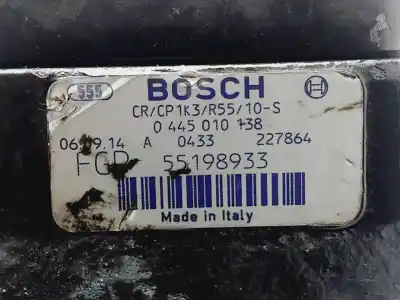 555 BOSCH
CR/CP1K3/R55/10-S
0 445 010 138
06.09.14 A 0433 227864
FGP 55198933
Made in Italy